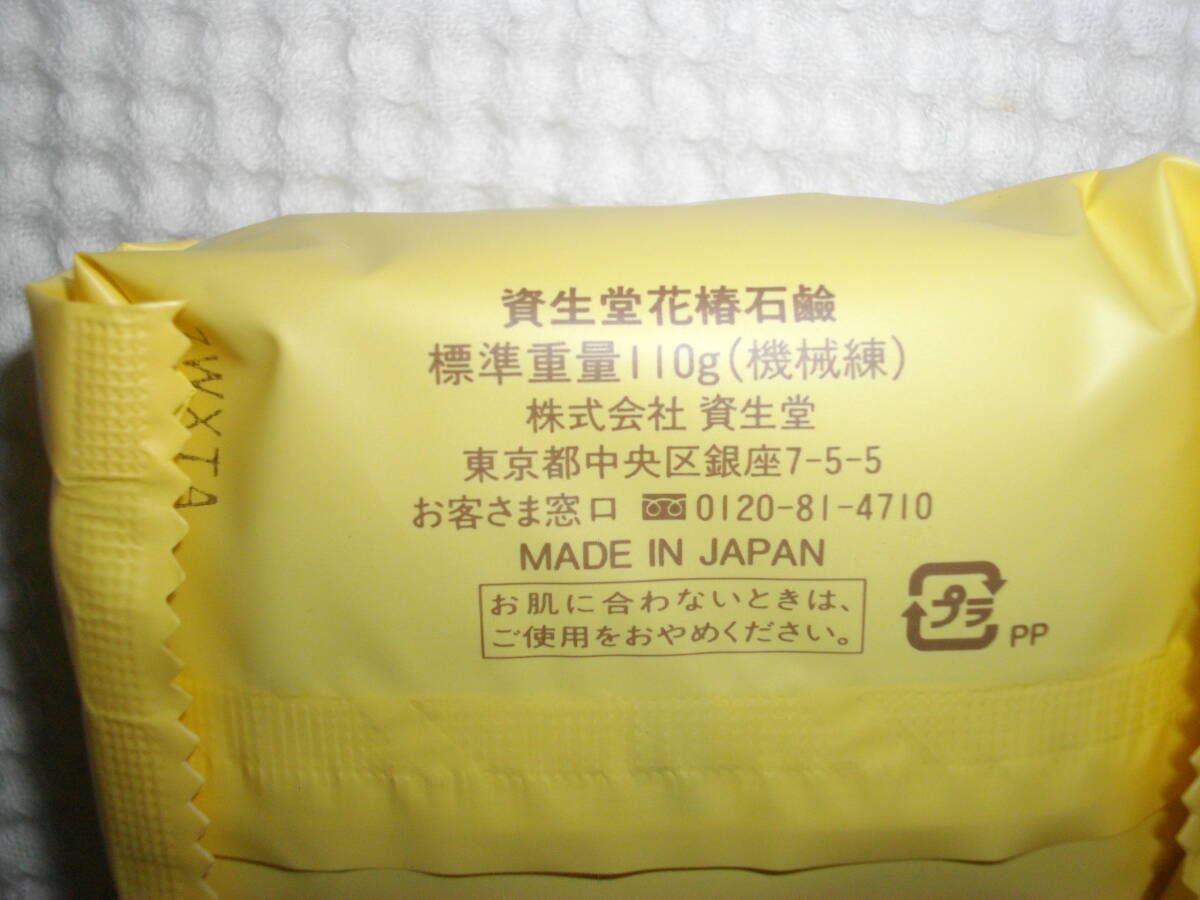 資生堂花椿石鹸
標準重量110g(機械練)
株式会社 資生堂
東京都中央区銀座7-5-5
お客さま窓口 0120-81-4710
MADE IN JAPAN
お肌に合わないときは、
ご使用をおやめください。
プラ
PP
WXTA